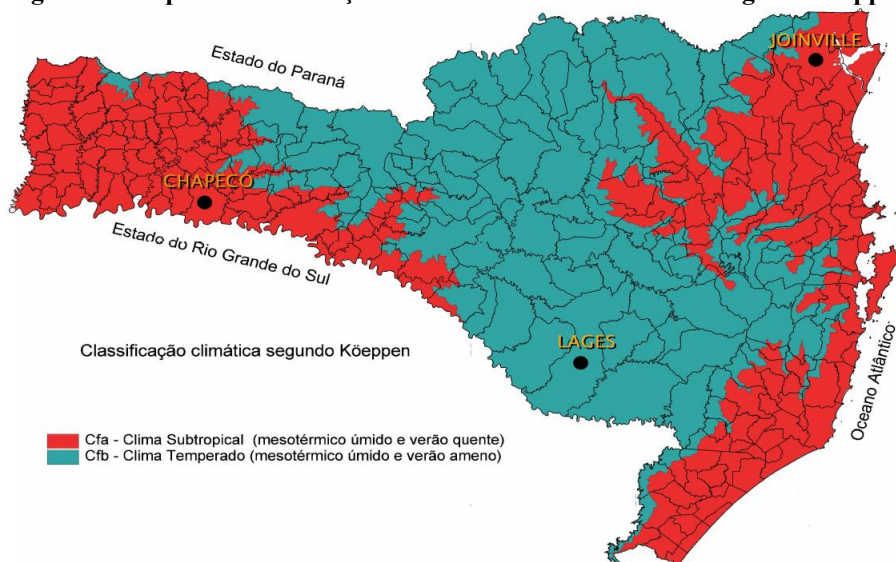 JOINVILLE
Estado do Paraná
CHAPECÓ
Estado do Rio Grande do Sul
LAGES
Classificação climática segundo Köeppen
Oceano Atlântico
Cfa - Clima Subtropical (mesotérmico úmido e verão quente)
Cfb - Clima Temperado (mesotérmico úmido e verão ameno)